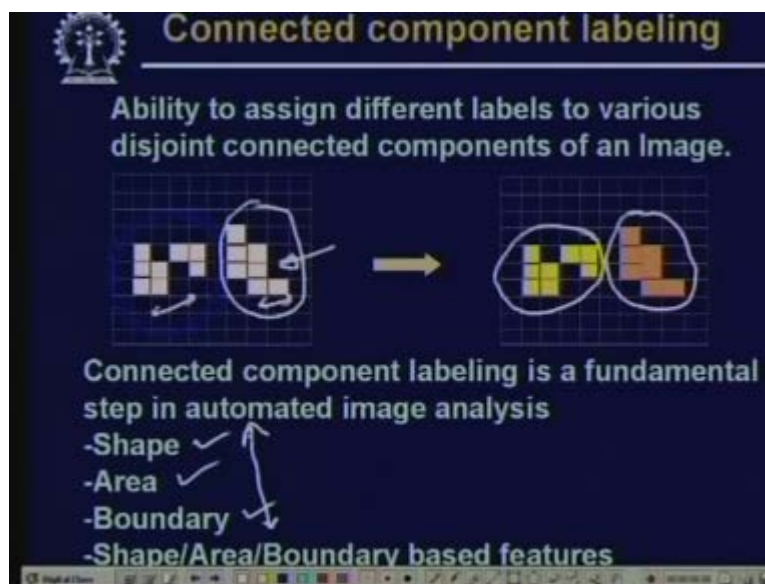 Connected component labeling
Ability to assign different labels to various
disjoint connected components of an Image.
Connected component labeling is a fundamental
step in automated image analysis
-Shape
-Area
-Boundary
-Shape/Area/Boundary based features